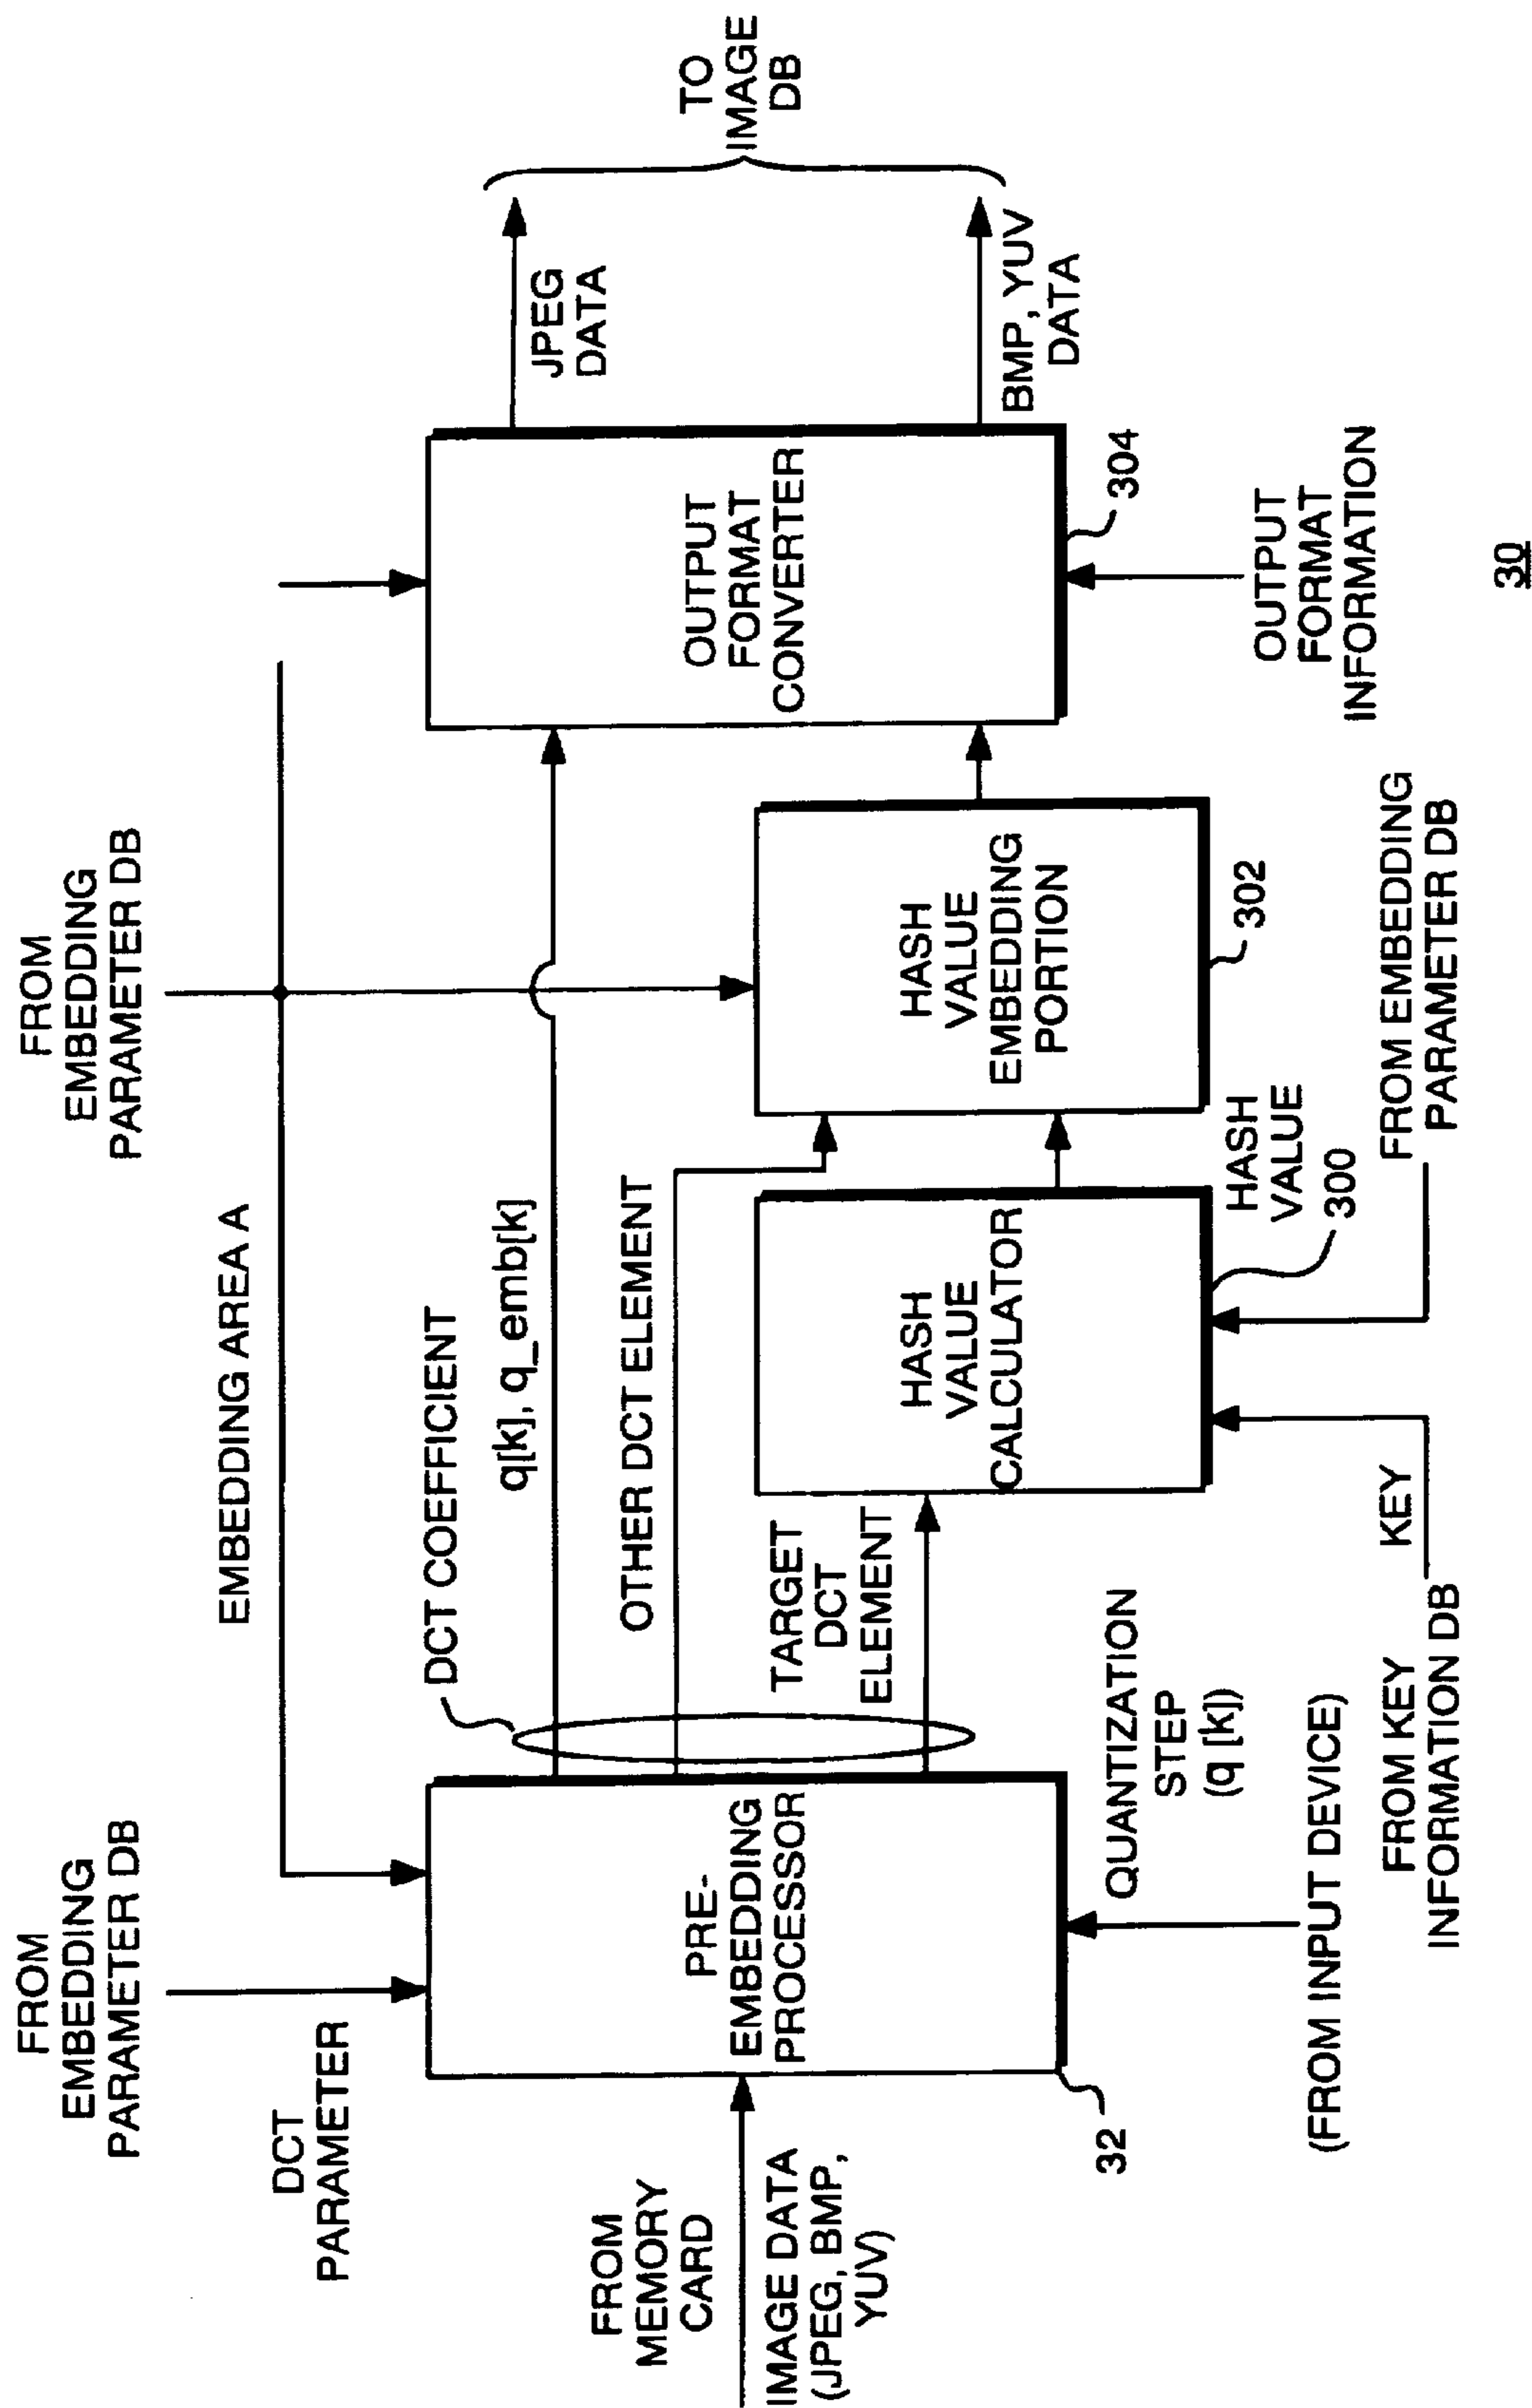 FROM
EMBEDDING
PARAMETER DB
FROM
EMBEDDING
PARAMETER DB
DCT
PARAMETER
EMBEDDING AREA A
FROM
MEMORY
CARD
IMAGE DATA
(JPEG, BMP,
YUV)
PRE-
EMBEDDING
PROCESSOR
32
DCT COEFFICIENT
q[k], q_emb[k]
OTHER DCT ELEMENT
TARGET
DCT
ELEMENT
QUANTIZATION
STEP
(q [k])
(FROM INPUT DEVICE)
HASH
VALUE
CALCULATOR
300
KEY
FROM KEY
INFORMATION DB
HASH
VALUE
FROM EMBEDDING
PARAMETER DB
HASH
VALUE
EMBEDDING
PORTION
302
OUTPUT
FORMAT
CONVERTER
304
OUTPUT
FORMAT
INFORMATION
JPEG
DATA
BMP, YUV
DATA
TO
IMAGE
DB
30